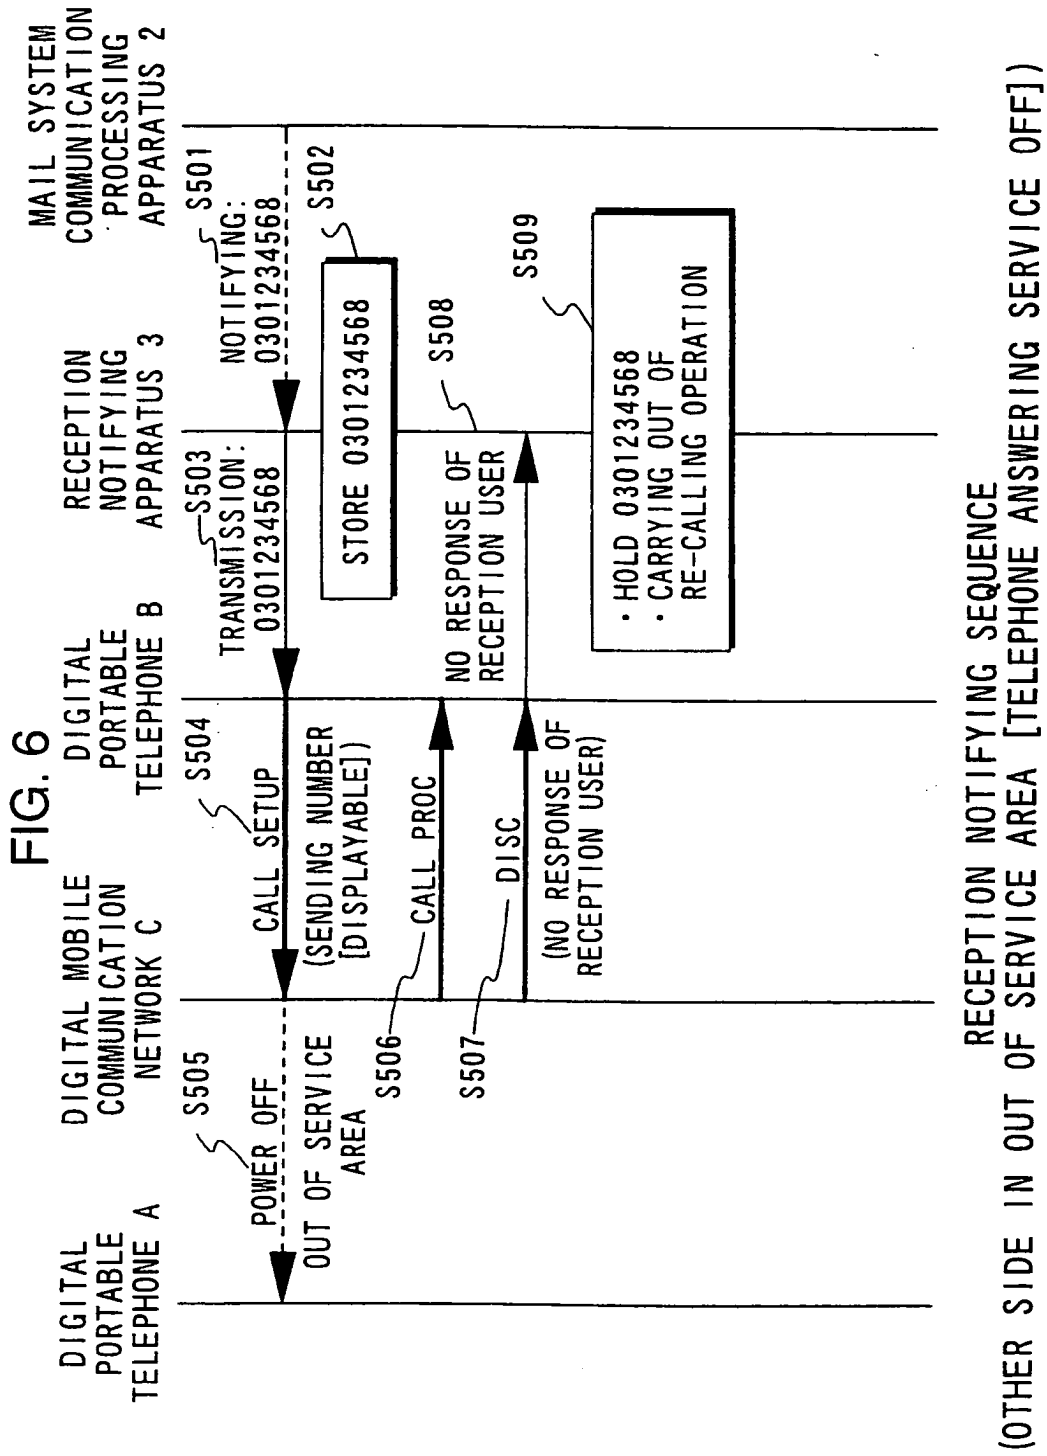 FIG. 6
DIGITAL
PORTABLE
TELEPHONE A
DIGITAL MOBILE
COMMUNICATION
NETWORK C
DIGITAL
PORTABLE
TELEPHONE B
RECEPTION
NOTIFYING
APPARATUS 3
MAIL SYSTEM
COMMUNICATION
PROCESSING
APPARATUS 2
S501
NOTIFYING:
0301234568
S502
STORE 0301234568
S503
TRANSMISSION:
0301234568
S504
CALL SETUP
(SENDING NUMBER
[DISPLAYABLE])
S505
POWER OFF
OUT OF SERVICE
AREA
S506
CALL PROC
S507
DISC
(NO RESPONSE OF
RECEPTION USER)
S508
NO RESPONSE OF
RECEPTION USER
S509
· HOLD 0301234568
· CARRYING OUT OF
RE-CALLING OPERATION
RECEPTION NOTIFYING SEQUENCE
(OTHER SIDE IN OUT OF SERVICE AREA [TELEPHONE ANSWERING SERVICE OFF])